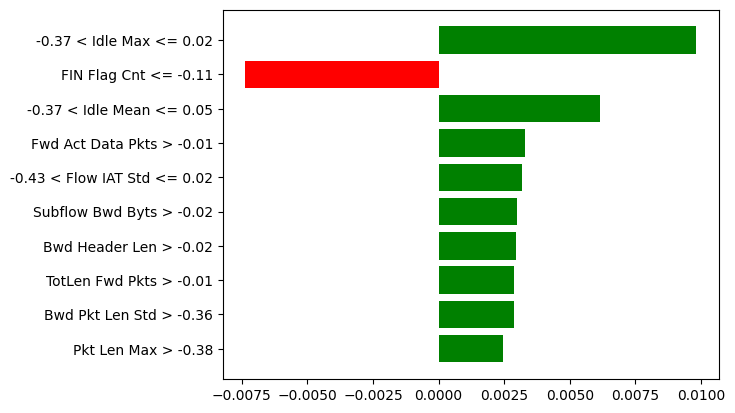 -0.37 < Idle Max <= 0.02
FIN Flag Cnt <= -0.11
-0.37 < Idle Mean <= 0.05
Fwd Act Data Pkts > -0.01
-0.43 < Flow IAT Std <= 0.02
Subflow Bwd Byts > -0.02
Bwd Header Len > -0.02
TotLen Fwd Pkts > -0.01
Bwd Pkt Len Std > -0.36
Pkt Len Max > -0.38
−0.0075 −0.0050 −0.0025 0.0000 0.0025 0.0050 0.0075 0.0100